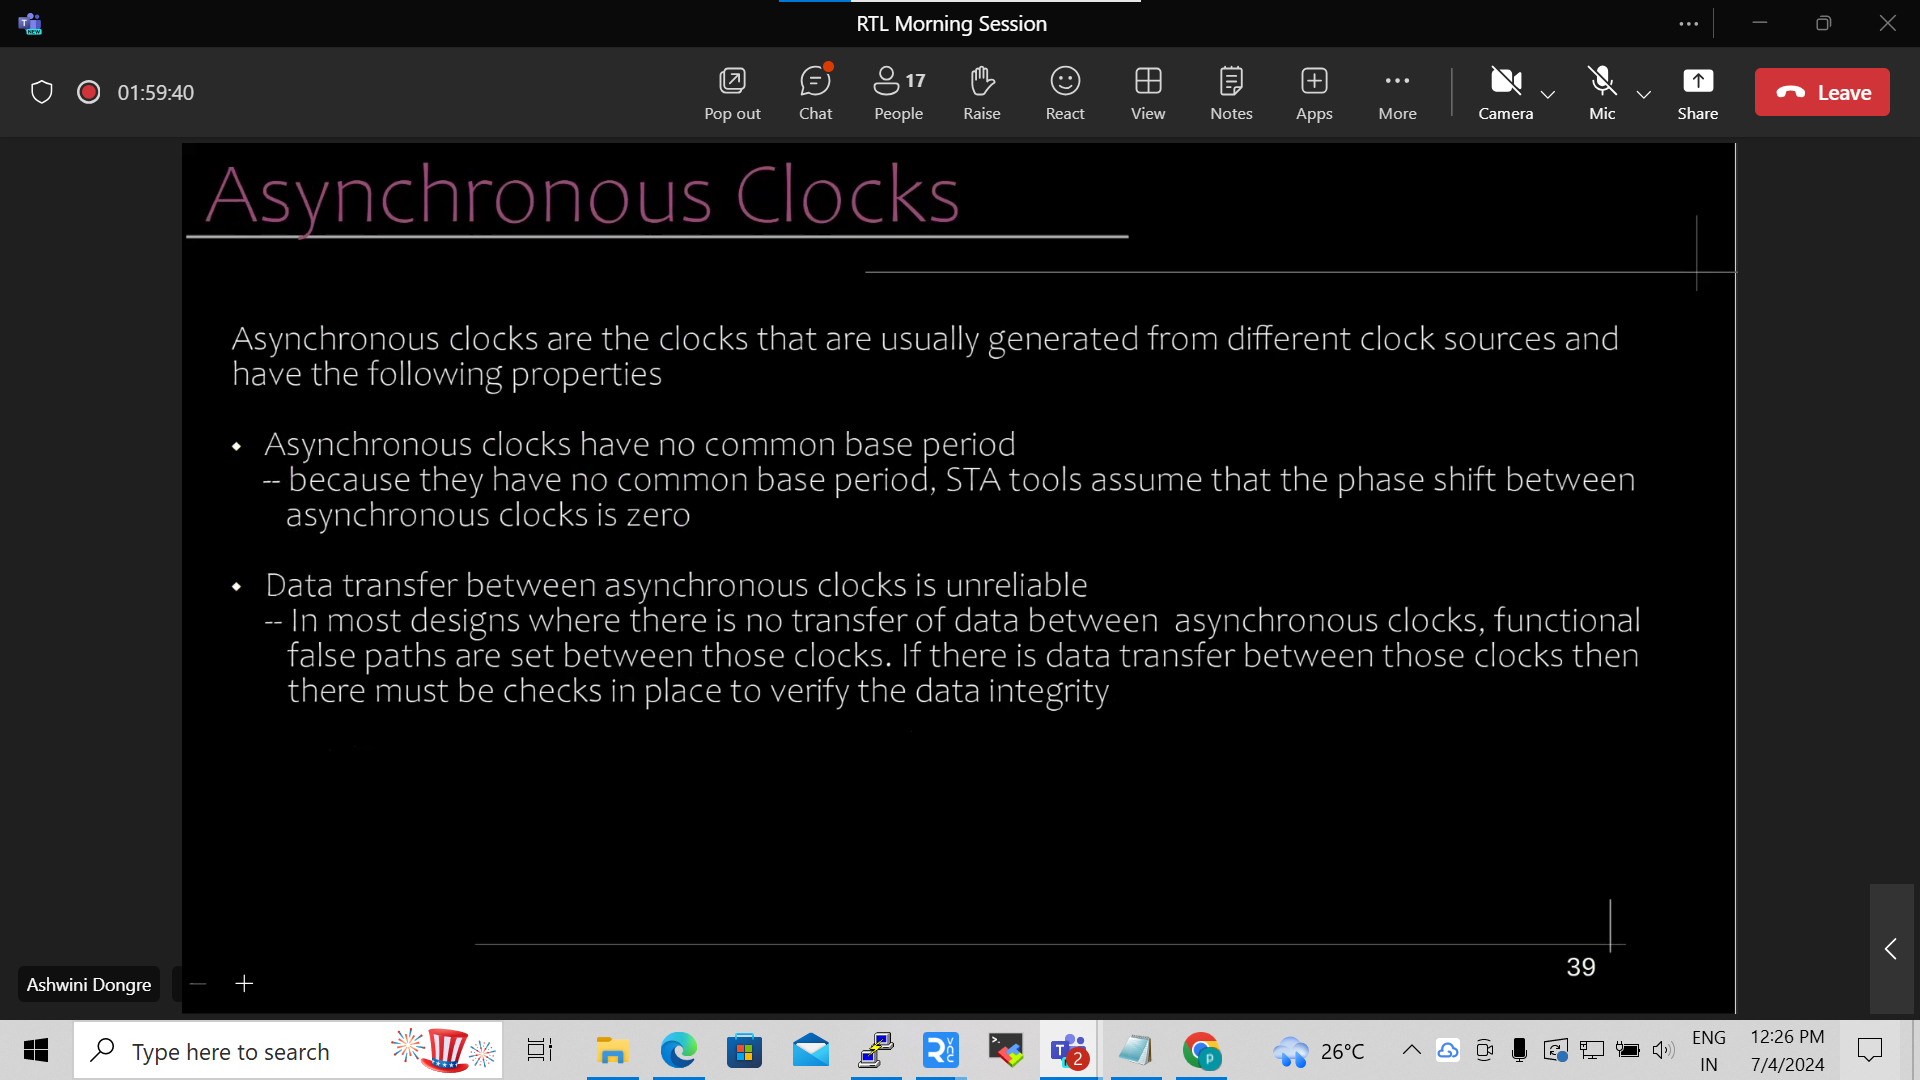 RTL Morning Session
01:59:40
Pop out
Chat
17
People
Raise
React
View
Notes
Apps
More
Camera
Mic
Share
Leave
Asynchronous Clocks
Asynchronous clocks are the clocks that are usually generated from different clock sources and
have the following properties
• Asynchronous clocks have no common base period
-- because they have no common base period, STA tools assume that the phase shift between
asynchronous clocks is zero
• Data transfer between asynchronous clocks is unreliable
-- In most designs where there is no transfer of data between asynchronous clocks, functional
false paths are set between those clocks. If there is data transfer between those clocks then
there must be checks in place to verify the data integrity
39
Ashwini Dongre
Type here to search
2
p
26°C
ENG
IN
12:26 PM
7/4/2024